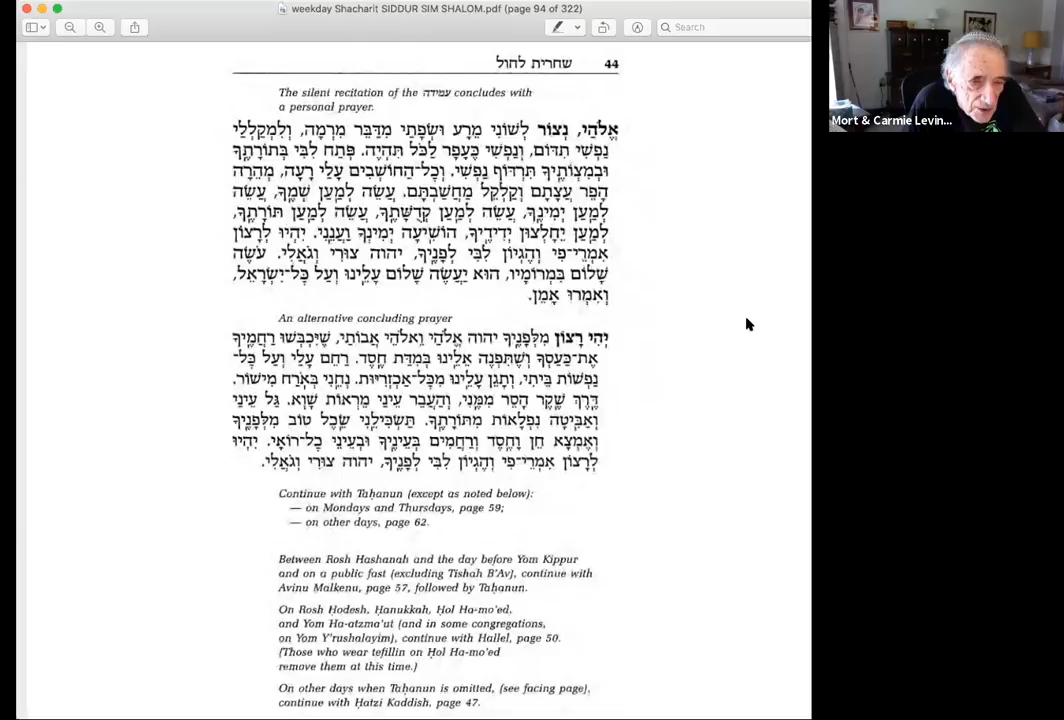 weekday Shacharit SIDDUR SIM SHALOM.pdf (page 94 of 322)
Search
44 שחרית לחול
The silent recitation of the עמידה concludes with
a personal prayer.
אֱלֹהַי, נְצוֹר לְשׁוֹנִי מֵרָע וּשְׂפָתַי מִדַּבֵּר מִרְמָה, וְלִמְקַלְלַי
נַפְשִׁי תִדּוֹם, וְנַפְשִׁי כֶּעָפָר לַכֹּל תִּהְיֶה. פְּתַח לִבִּי בְּתוֹרָתֶֽךָ
וּבְמִצְוֹתֶֽיךָ תִּרְדּוֹף נַפְשִׁי. וְכָל־הַחוֹשְׁבִים עָלַי רָעָה, מְהֵרָה
הָפֵר עֲצָתָם וְקַלְקֵל מַחֲשַׁבְתָּם. עֲשֵׂה לְמַֽעַן שְׁמֶֽךָ, עֲשֵׂה
לְמַֽעַן יְמִינֶֽךָ, עֲשֵׂה לְמַֽעַן קְדֻשָּׁתֶֽךָ, עֲשֵׂה לְמַֽעַן תּוֹרָתֶֽךָ,
לְמַֽעַן יֵחָלְצוּן יְדִידֶֽיךָ, הוֹשִֽׁיעָה יְמִינְךָ וַעֲנֵֽנִי. יִהְיוּ לְרָצוֹן
אִמְרֵי־פִי וְהֶגְיוֹן לִבִּי לְפָנֶֽיךָ, יהוה צוּרִי וְגֹאֲלִי. עֹשֶׂה
שָׁלוֹם בִּמְרוֹמָיו, הוּא יַעֲשֶׂה שָׁלוֹם עָלֵֽינוּ וְעַל כָּל־יִשְׂרָאֵל,
וְאִמְרוּ אָמֵן.
An alternative concluding prayer
יְהִי רָצוֹן מִלְּפָנֶֽיךָ יהוה אֱלֹהַי וֵאלֹהֵי אֲבוֹתַי, שֶׁיִּכְבְּשׁוּ רַחֲמֶֽיךָ
אֶת־כַּעַסְךָ וְשֶׁתִּפְנֶה אֵלֵֽינוּ בְּמִדַּת חֶֽסֶד. רַחֵם עָלַי וְעַל כָּל־
נַפְשׁוֹת בֵּיתִי, וְתָגֵן עָלֵֽינוּ מִכָּל־אַכְזְרִיּוּת. נְחֵֽנִי בְּאֹֽרַח מִישׁוֹר.
דֶּֽרֶךְ שֶֽׁקֶר הָסֵר מִמֶּֽנִּי, וְהַעֲבֵר עֵינַי מֵרְאוֹת שָׁוְא. גַּל עֵינַי
וְאַבִּֽיטָה נִפְלָאוֹת מִתּוֹרָתֶֽךָ. תַּשְׂכִּילֵֽנִי שֵֽׂכֶל טוֹב מִלְּפָנֶֽיךָ
וְאֶמְצָא חֵן וָחֶֽסֶד וְרַחֲמִים בְּעֵינֶֽיךָ וּבְעֵינֵי כָל־רוֹאַי. יִהְיוּ
לְרָצוֹן אִמְרֵי־פִי וְהֶגְיוֹן לִבִּי לְפָנֶֽיךָ, יהוה צוּרִי וְגֹאֲלִי.
Continue with Taḥanun (except as noted below):
— on Mondays and Thursdays, page 59;
— on other days, page 62.
Between Rosh Hashanah and the day before Yom Kippur
and on a public fast (excluding Tishah B'Av), continue with
Avinu Malkenu, page 57, followed by Taḥanun.
On Rosh Ḥodesh, Ḥanukkah, Ḥol Ha-mo'ed,
and Yom Ha-atzma'ut (and in some congregations,
on Yom Y'rushalayim), continue with Hallel, page 50.
(Those who wear tefillin on Ḥol Ha-mo'ed
remove them at this time.)
On other days when Taḥanun is omitted, (see facing page),
continue with Ḥatzi Kaddish, page 47.
Mort & Carmie Levin...